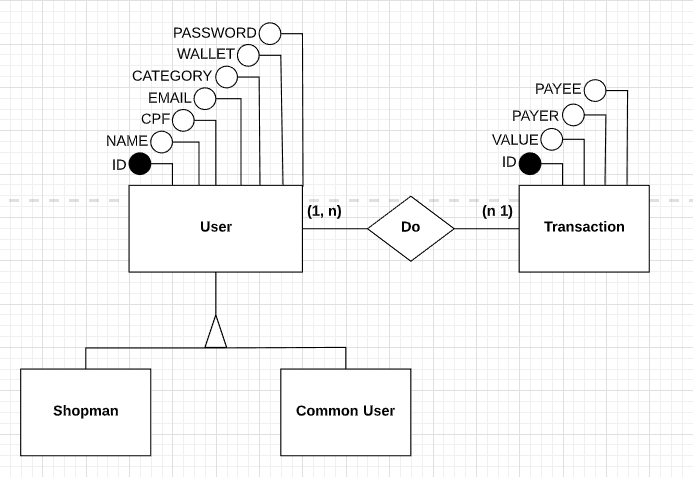 PASSWORD
WALLET
CATEGORY
EMAIL
CPF
NAME
ID
PAYEE
PAYER
VALUE
ID
(1, n)
(n 1)
User
Do
Transaction
Shopman
Common User